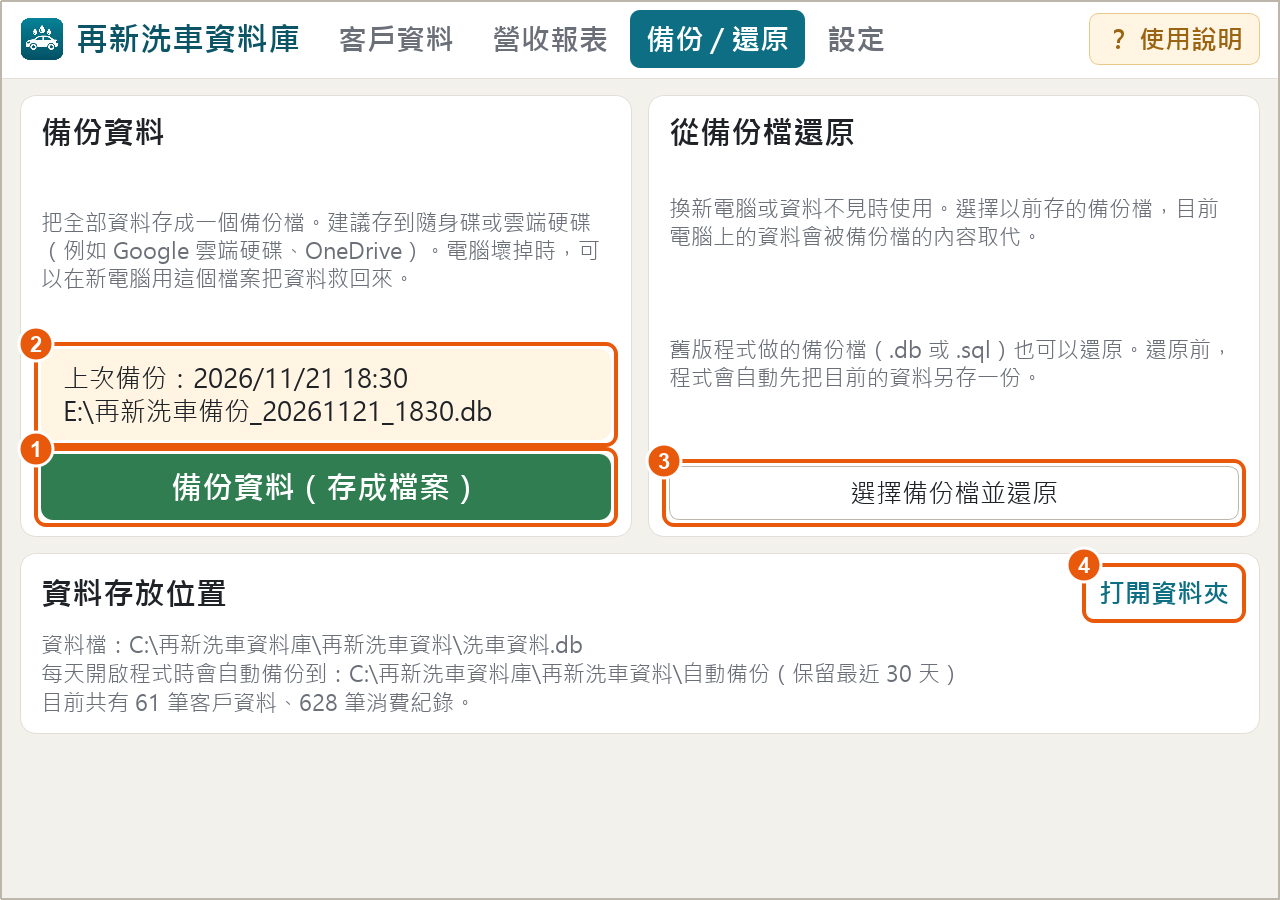 再新洗車資料庫 客戶資料 營收報表 備份 / 還原 設定 ? 使用說明
備份資料
把全部資料存成一個備份檔。建議存到隨身碟或雲端硬碟
（例如 Google 雲端硬碟、OneDrive）。電腦壞掉時，可
以在新電腦用這個檔案把資料救回來。
2
上次備份：2026/11/21 18:30
E:\再新洗車備份_20261121_1830.db
1
備份資料（存成檔案）
從備份檔還原
換新電腦或資料不見時使用。選擇以前存的備份檔，目前
電腦上的資料會被備份檔的內容取代。
舊版程式做的備份檔（.db 或 .sql）也可以還原。還原前，
程式會自動先把目前的資料另存一份。
3
選擇備份檔並還原
資料存放位置
4
打開資料夾
資料檔：C:\再新洗車資料庫\再新洗車資料\洗車資料.db
每天開啟程式時會自動備份到：C:\再新洗車資料庫\再新洗車資料\自動備份（保留最近 30 天）
目前共有 61 筆客戶資料、628 筆消費紀錄。